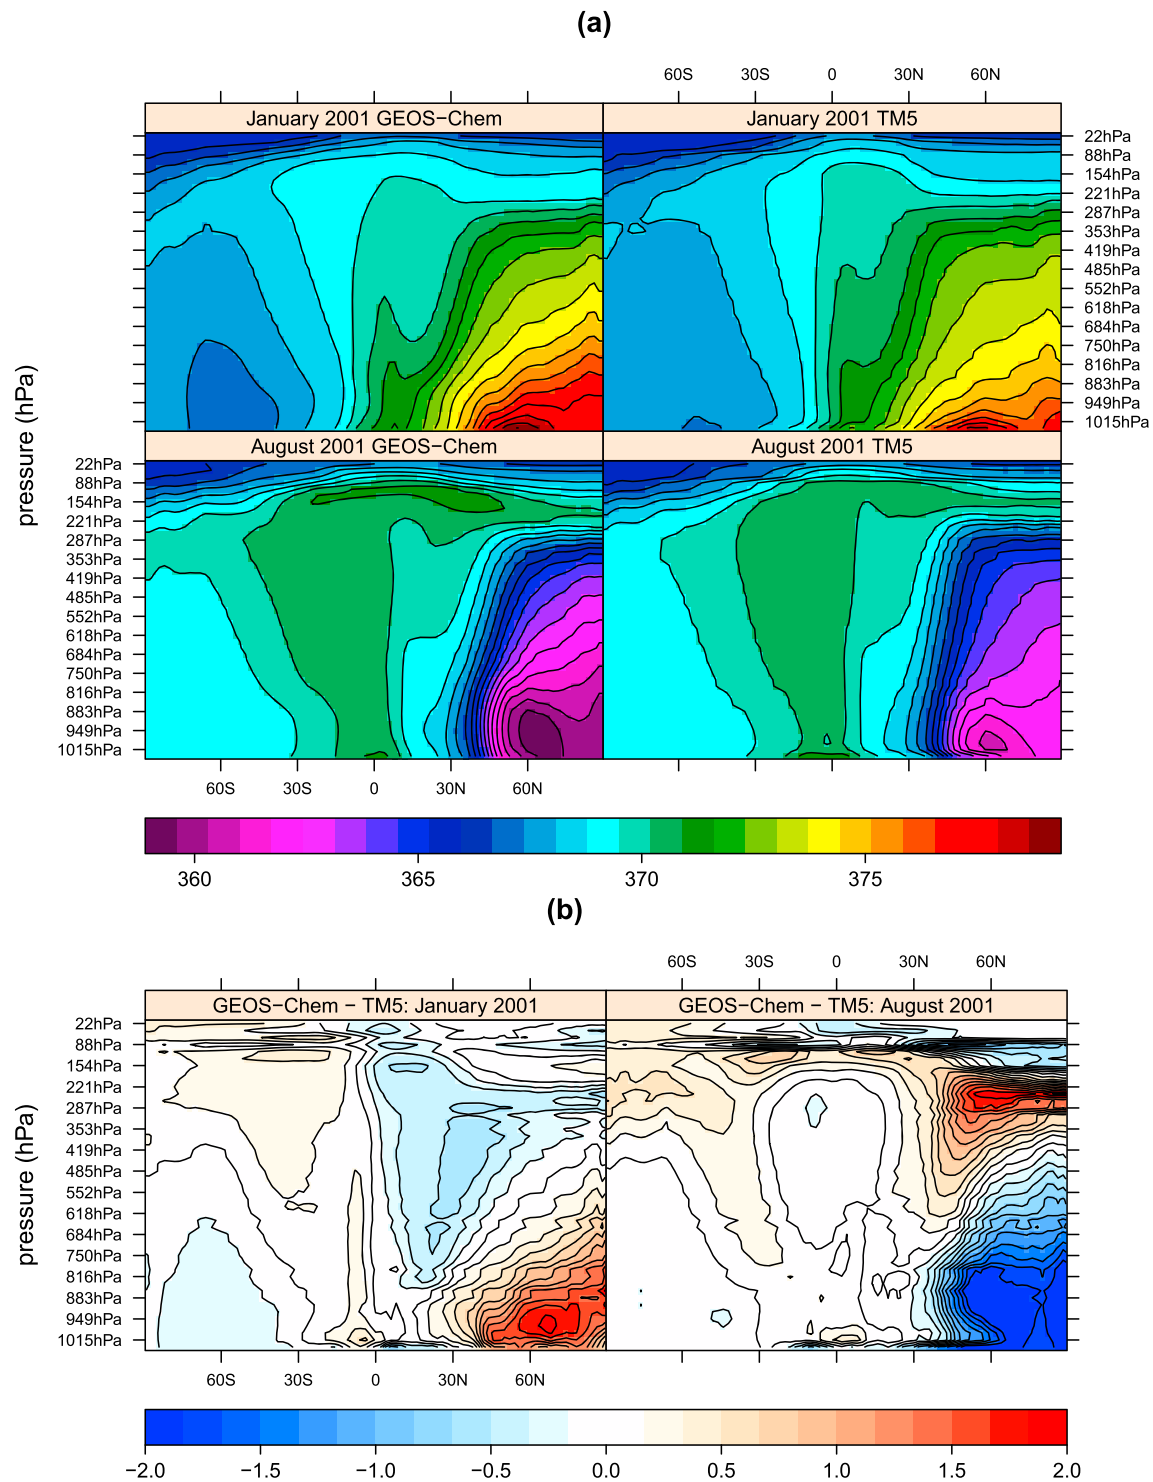 (a)
60S 30S 0 30N 60N
January 2001 GEOS−Chem January 2001 TM5
22hPa
88hPa
154hPa
221hPa
287hPa
353hPa
419hPa
485hPa
552hPa
618hPa
684hPa
750hPa
816hPa
883hPa
949hPa
1015hPa
pressure (hPa)
August 2001 GEOS−Chem August 2001 TM5
22hPa
88hPa
154hPa
221hPa
287hPa
353hPa
419hPa
485hPa
552hPa
618hPa
684hPa
750hPa
816hPa
883hPa
949hPa
1015hPa
60S 30S 0 30N 60N
360 365 370 375
(b)
60S 30S 0 30N 60N
GEOS−Chem − TM5: January 2001 GEOS−Chem − TM5: August 2001
22hPa
88hPa
154hPa
221hPa
287hPa
353hPa
419hPa
485hPa
552hPa
618hPa
684hPa
750hPa
816hPa
883hPa
949hPa
1015hPa
pressure (hPa)
60S 30S 0 30N 60N
−2.0 −1.5 −1.0 −0.5 0.0 0.5 1.0 1.5 2.0